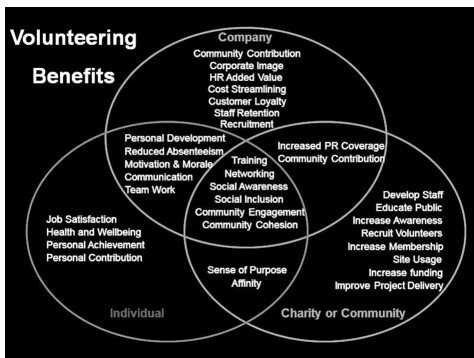 Volunteering
Benefits
Company
Community Contribution
Corporate Image
HR Added Value
Cost Streamlining
Customer Loyalty
Staff Retention
Recruitment
Personal Development
Reduced Absenteeism
Motivation & Morale
Communication
Team Work
Increased PR Coverage
Community Contribution
Training
Networking
Social Awareness
Social Inclusion
Community Engagement
Community Cohesion
Job Satisfaction
Health and Wellbeing
Personal Achievement
Personal Contribution
Develop Staff
Educate Public
Increase Awareness
Recruit Volunteers
Increase Membership
Site Usage
Increase funding
Improve Project Delivery
Sense of Purpose
Affinity
Individual
Charity or Community